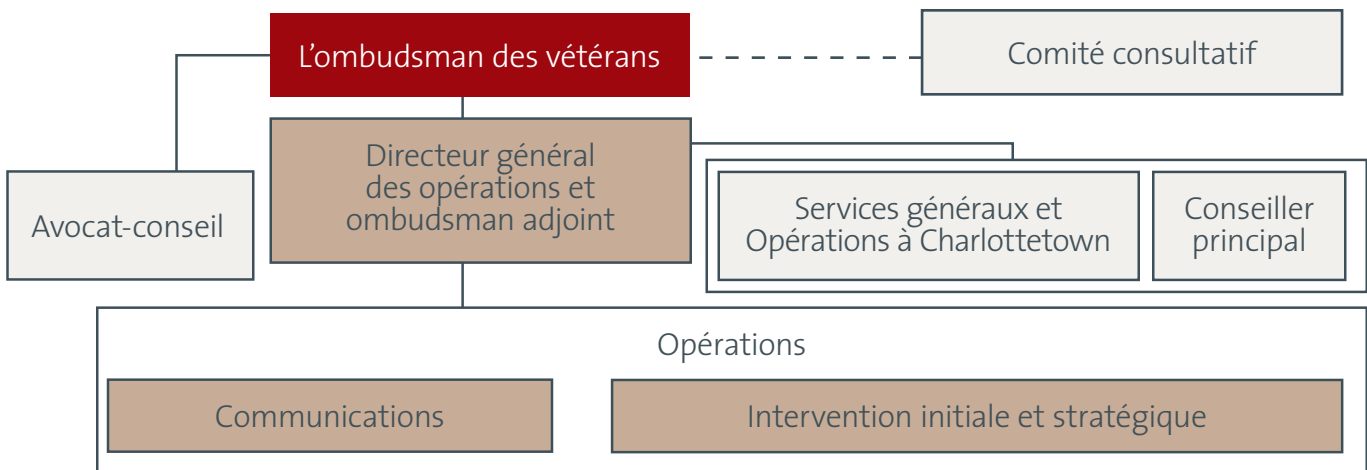 L’ombudsman des vétérans
Comité consultatif
Avocat-conseil
Directeur général
des opérations et
ombudsman adjoint
Services généraux et
Opérations à Charlottetown
Conseiller
principal
Opérations
Communications
Intervention initiale et stratégique